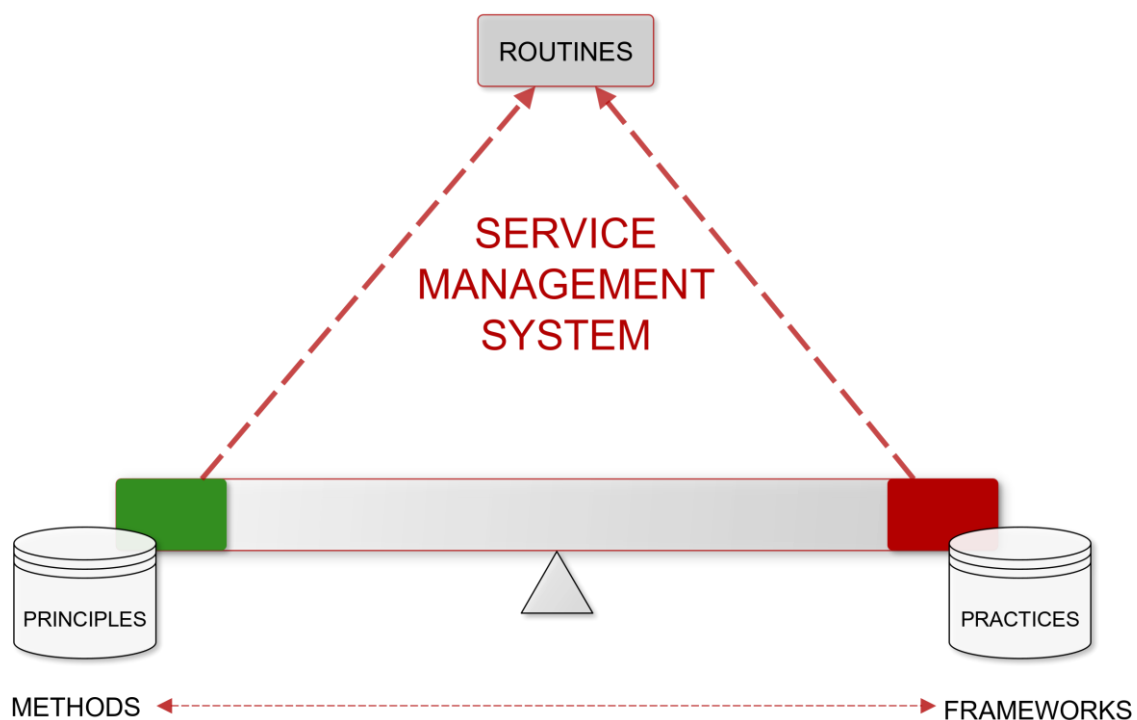 ROUTINES
SERVICE
MANAGEMENT
SYSTEM
PRINCIPLES
PRACTICES
METHODS
FRAMEWORKS